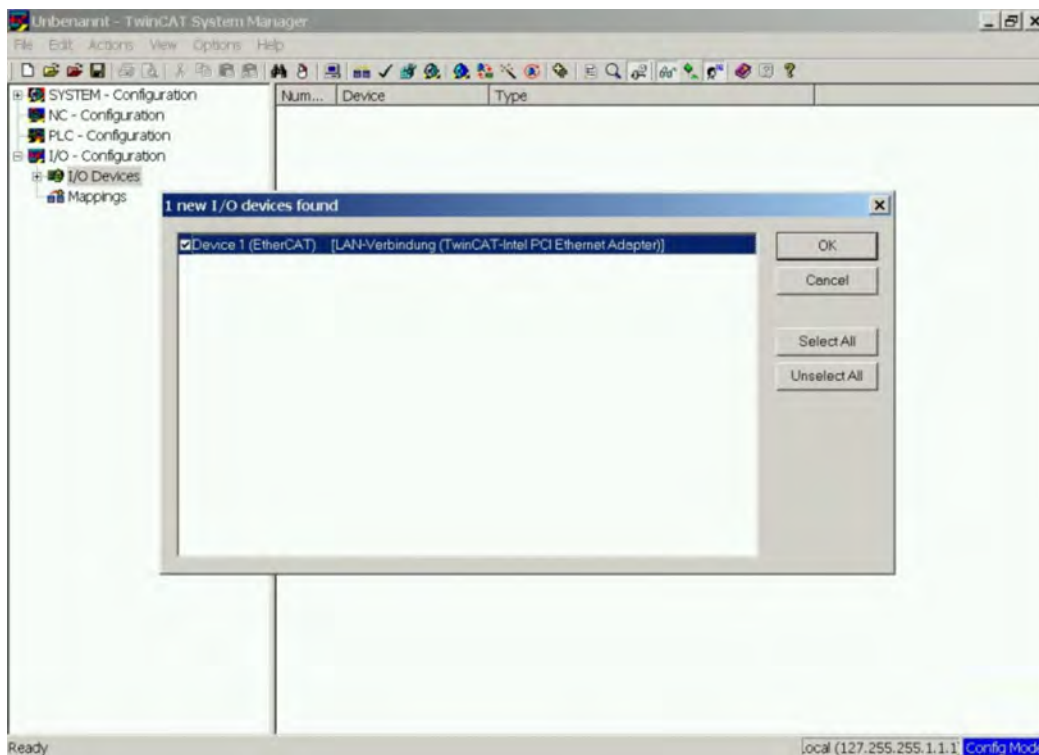 Unbenannt - TwinCAT System Manager
File Edit Actions View Options Help
SYSTEM - Configuration
NC - Configuration
PLC - Configuration
I/O - Configuration
I/O Devices
Mappings
Num... Device Type
1 new I/O devices found
Device 1 (EtherCAT) [LAN-Verbindung (TwinCAT-Intel PCI Ethernet Adapter)]
OK
Cancel
Select All
Unselect All
Ready
Local (127.255.255.1.1.1) Config Mode